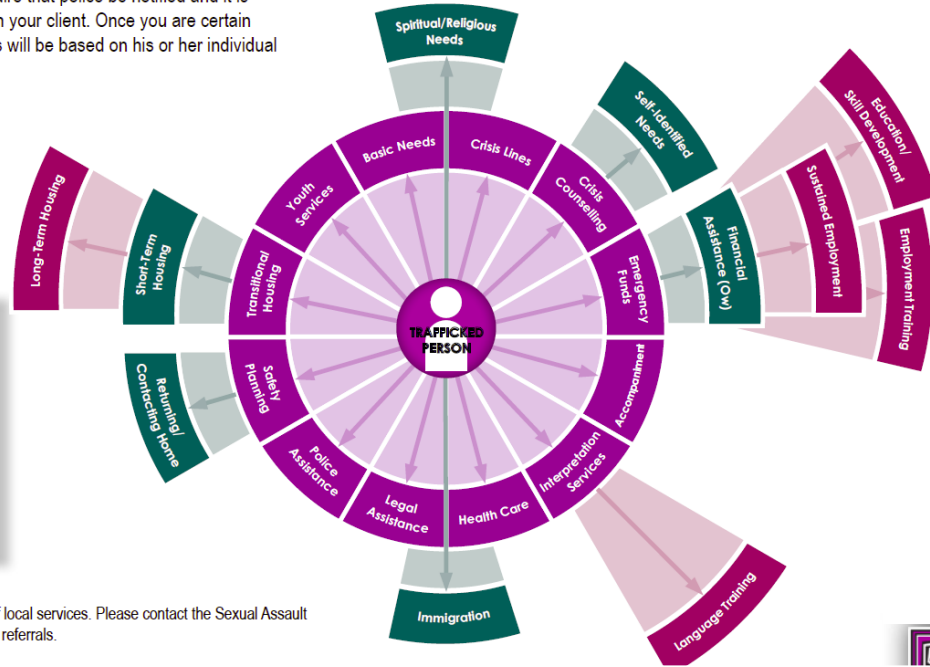 that police be notified and it is
your client. Once you are certain
will be based on his or her individual
Spiritual/Religious
Needs
Self-Identified
Needs
Education/
Skill Development
Basic Needs
Crisis Lines
Youth
Services
Crisis
Counselling
Long-Term Housing
Short-Term
Housing
Transitional
Housing
Emergency
Funds
Financial
Assistance (Ow)
Sustained Employment
Employment Training
TRAFFICKED
PERSON
Returning/
Contacting Home
Safety
Planning
Accompaniment
Police
Assistance
Interpretation
Services
Legal
Assistance
Health Care
Immigration
Language Training
local services. Please contact the Sexual Assault
referrals.